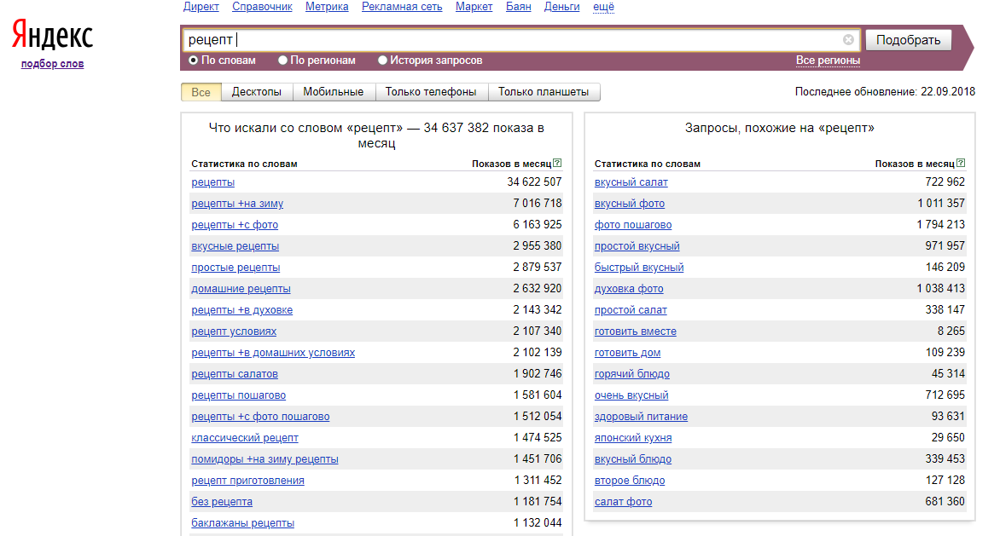 Директ Справочник Метрика Рекламная сеть Маркет Баян Деньги ещё
Яндекс
подбор слов
рецепт
Подобрать
По словам По регионам История запросов Все регионы
Все Десктопы Мобильные Только телефоны Только планшеты Последнее обновление: 22.09.2018
Что искали со словом «рецепт» — 34 637 382 показа в
месяц
Статистика по словам Показов в месяц ?
рецепты 34 622 507
рецепты +на зиму 7 016 718
рецепты +с фото 6 163 925
вкусные рецепты 2 955 380
простые рецепты 2 879 537
домашние рецепты 2 632 920
рецепты +в духовке 2 143 342
рецепт условиях 2 107 340
рецепты +в домашних условиях 2 102 139
рецепты салатов 1 902 746
рецепты пошагово 1 581 604
рецепты +с фото пошагово 1 512 054
классический рецепт 1 474 525
помидоры +на зиму рецепты 1 451 706
рецепт приготовления 1 311 452
без рецепта 1 181 754
баклажаны рецепты 1 132 044
Запросы, похожие на «рецепт»
Статистика по словам Показов в месяц ?
вкусный салат 722 962
вкусный фото 1 011 357
фото пошагово 1 794 213
простой вкусный 971 957
быстрый вкусный 146 209
духовка фото 1 038 413
простой салат 338 147
готовить вместе 8 265
готовить дом 109 239
горячий блюдо 45 314
очень вкусный 712 695
здоровый питание 93 631
японский кухня 29 650
вкусный блюдо 339 453
второе блюдо 127 128
салат фото 681 360